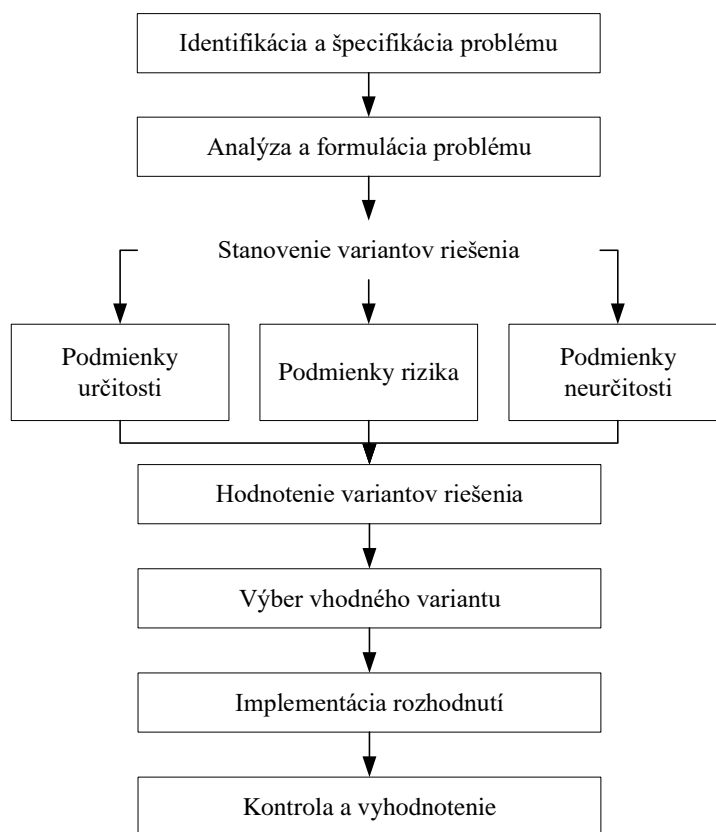 Identifikácia a špecifikácia problému
Analýza a formulácia problému
Stanovenie variantov riešenia
Podmienky
určitosti
Podmienky rizika
Podmienky
neurčitosti
Hodnotenie variantov riešenia
Výber vhodného variantu
Implementácia rozhodnutí
Kontrola a vyhodnotenie